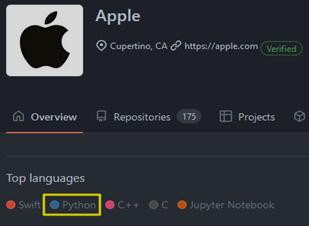 Apple
Cupertino, CA https://apple.com Verified
Overview Repositories 175 Projects
Top languages
Swift Python C++ C Jupyter Notebook